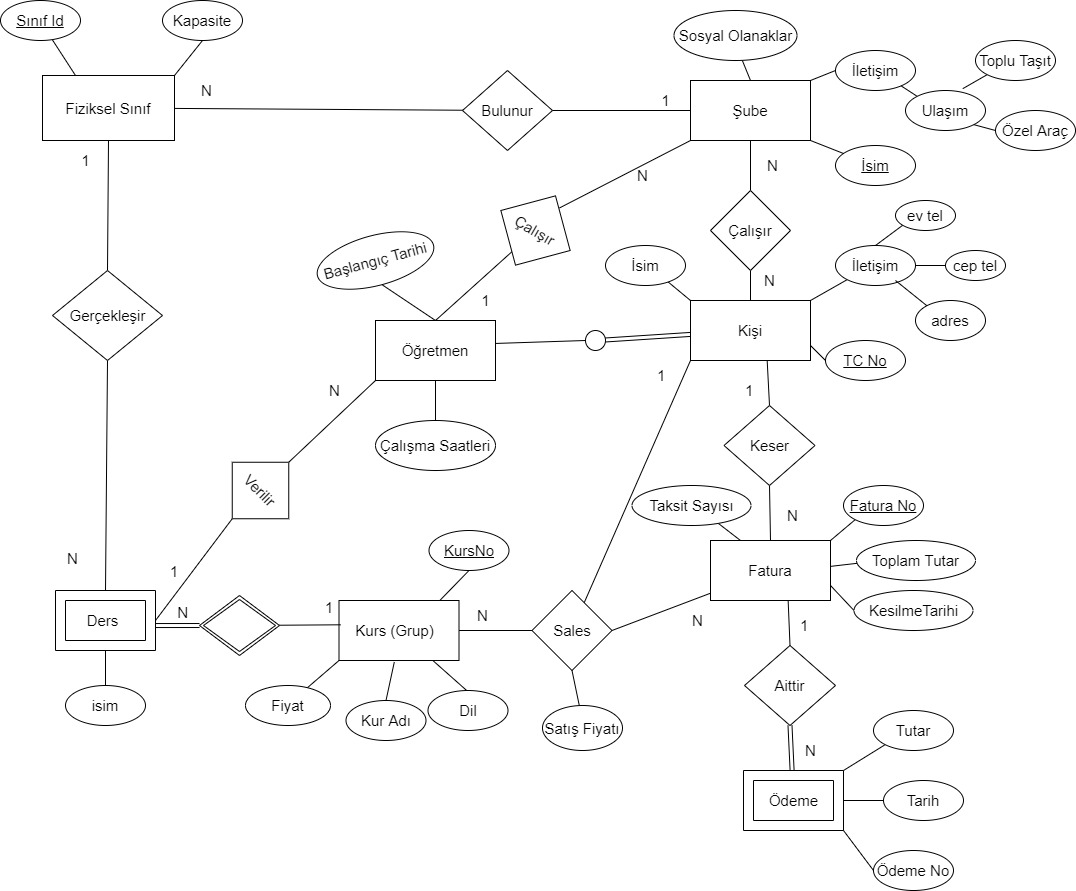 Sınıf Id
Kapasite
Sosyal Olanaklar
Toplu Taşıt
İletişim
Ulaşım
Özel Araç
Fiziksel Sınıf
N
Bulunur
1
Şube
1
N
N
İsim
Çalışır
Çalışır
ev tel
Başlangıç Tarihi
İsim
N
İletişim
cep tel
1
adres
Gerçekleşir
Öğretmen
Kişi
TC No
N
1
1
Çalışma Saatleri
Keser
Verilir
Taksit Sayısı
N
Fatura No
KursNo
N
1
Fatura
Toplam Tutar
KesilmeTarihi
Ders
N
1
Kurs (Grup)
N
Sales
N
1
isim
Fiyat
Kur Adı
Dil
Satış Fiyatı
Aittir
N
Tutar
Ödeme
Tarih
Ödeme No